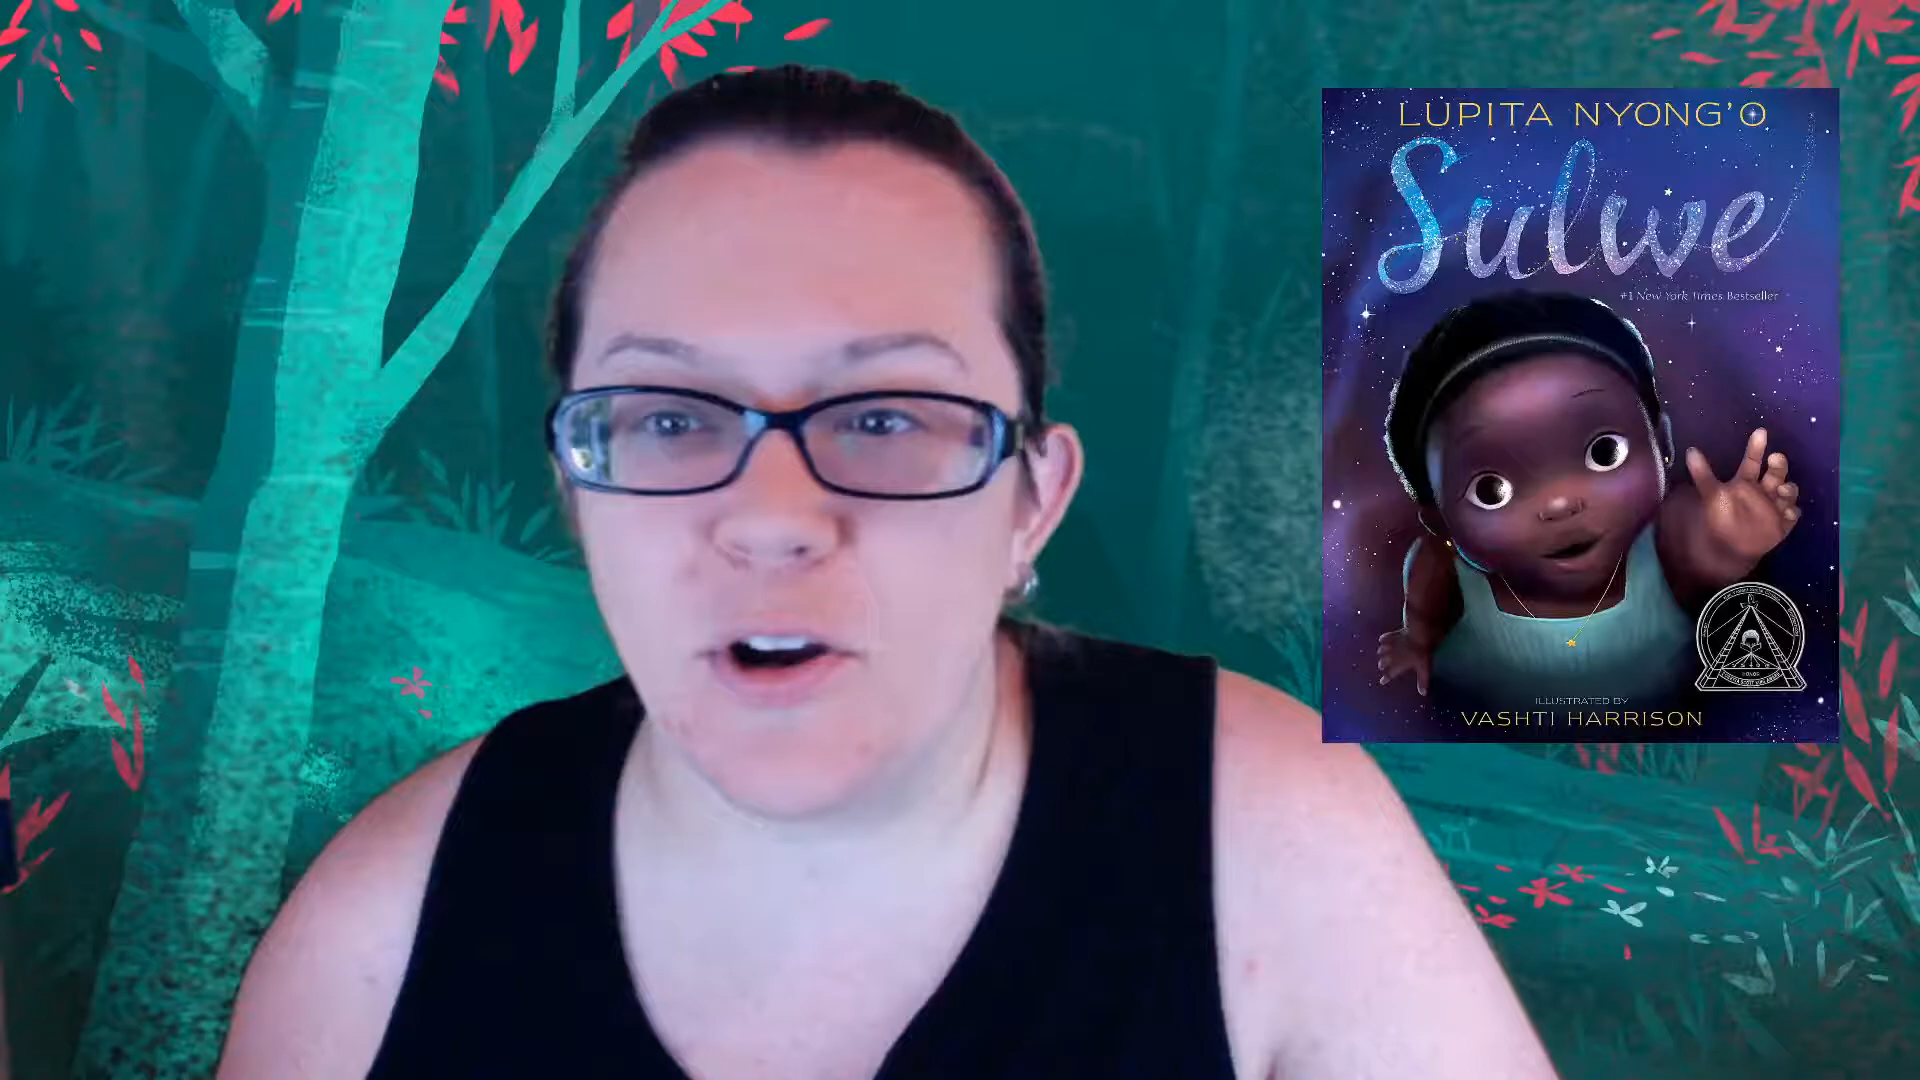 LUPITA NYONG'O
Sulwe
#1 New York Times Bestseller
ILLUSTRATED BY
VASHTI HARRISON